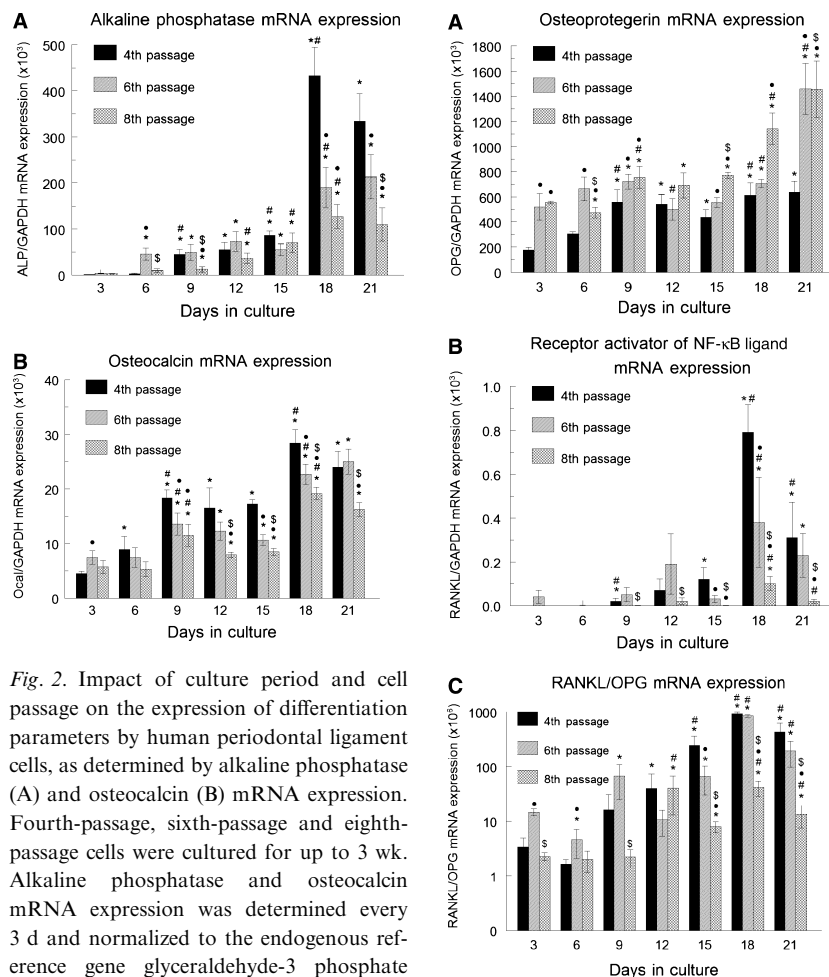 A
Alkaline phosphatase mRNA expression
ALP/GAPDH mRNA expression (x10³)
500
400
300
200
100
0
4th passage
6th passage
8th passage
3 6 9 12 15 18 21
Days in culture
B
Osteocalcin mRNA expression
Ocal/GAPDH mRNA expression (x10³)
40
30
20
10
0
4th passage
6th passage
8th passage
3 6 9 12 15 18 21
Days in culture
Fig. 2. Impact of culture period and cell
passage on the expression of differentiation
parameters by human periodontal ligament
cells, as determined by alkaline phosphatase
(A) and osteocalcin (B) mRNA expression.
Fourth-passage, sixth-passage and eighth-
passage cells were cultured for up to 3 wk.
Alkaline phosphatase and osteocalcin
mRNA expression was determined every
3 d and normalized to the endogenous ref-
erence gene glyceraldehyde-3 phosphate
A
Osteoprotegerin mRNA expression
OPG/GAPDH mRNA expression (x10³)
1800
1600
1400
1200
1000
800
600
400
200
0
4th passage
6th passage
8th passage
3 6 9 12 15 18 21
Days in culture
B
Receptor activator of NF-κB ligand
mRNA expression
RANKL/GAPDH mRNA expression (x10³)
1.0
0.8
0.6
0.4
0.2
0.0
4th passage
6th passage
8th passage
3 6 9 12 15 18 21
Days in culture
C
RANKL/OPG mRNA expression
RANKL/OPG mRNA expression (x10⁶)
1000
100
10
1
0
4th passage
6th passage
8th passage
3 6 9 12 15 18 21
Days in culture